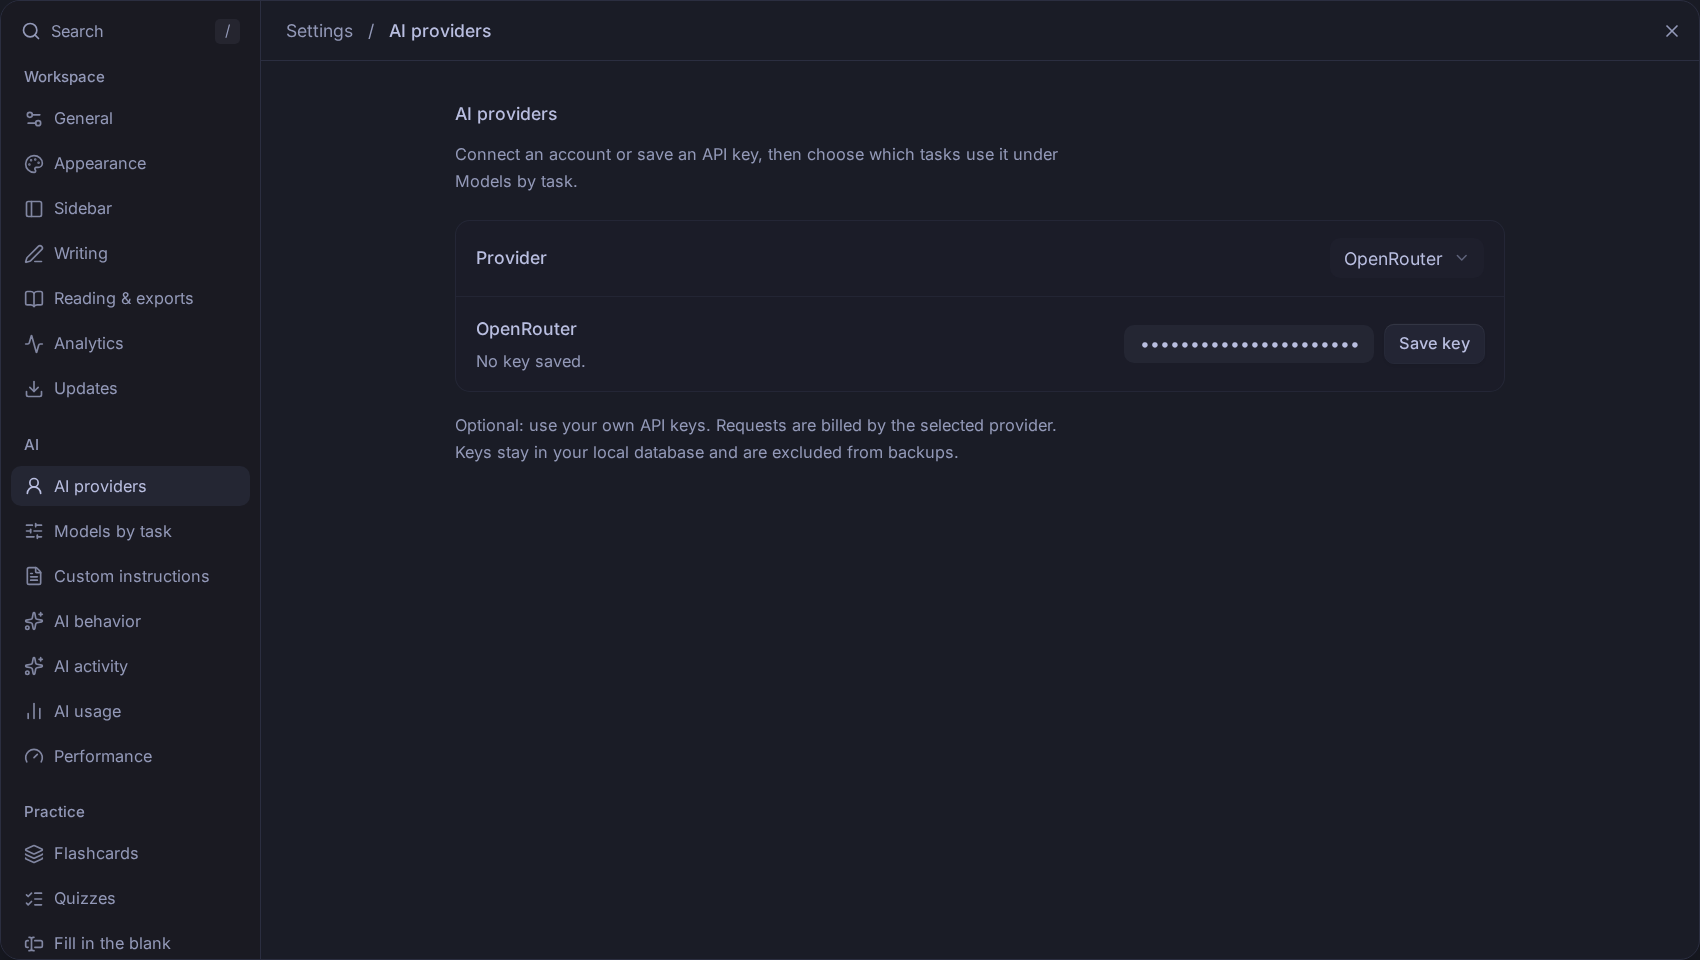 Search
/
Workspace
General
Appearance
Sidebar
Writing
Reading & exports
Analytics
Updates
AI
AI providers
Models by task
Custom instructions
AI behavior
AI activity
AI usage
Performance
Practice
Flashcards
Quizzes
Fill in the blank
Settings / AI providers
AI providers
Connect an account or save an API key, then choose which tasks use it under
Models by task.
Provider
OpenRouter
OpenRouter
No key saved.
••••••••••••••••••••••
Save key
Optional: use your own API keys. Requests are billed by the selected provider.
Keys stay in your local database and are excluded from backups.